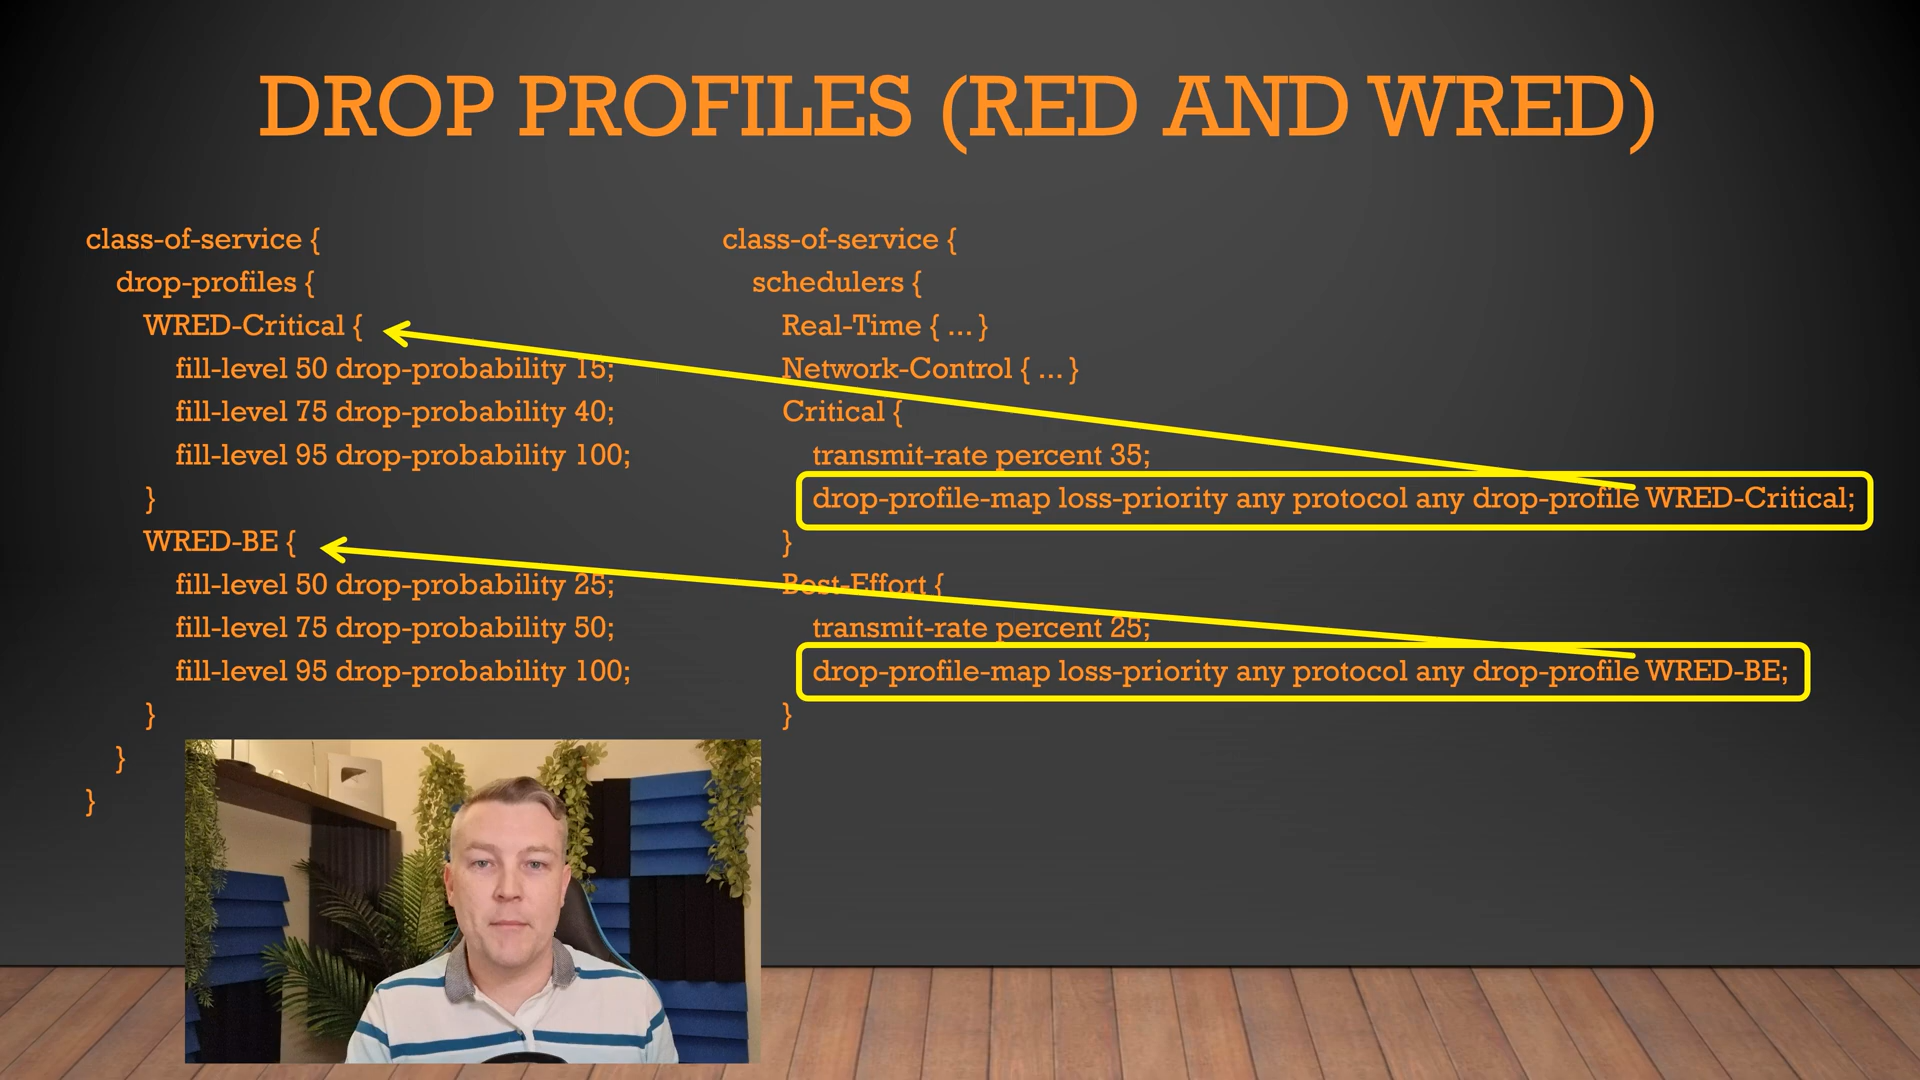 DROP PROFILES (RED AND WRED)
class-of-service {
drop-profiles {
WRED-Critical {
fill-level 50 drop-probability 15;
fill-level 75 drop-probability 40;
fill-level 95 drop-probability 100;
}
WRED-BE {
fill-level 50 drop-probability 25;
fill-level 75 drop-probability 50;
fill-level 95 drop-probability 100;
}
}
}
class-of-service {
schedulers {
Real-Time { ... }
Network-Control { ... }
Critical {
transmit-rate percent 35;
drop-profile-map loss-priority any protocol any drop-profile WRED-Critical;
}
Best-Effort {
transmit-rate percent 25;
drop-profile-map loss-priority any protocol any drop-profile WRED-BE;
}